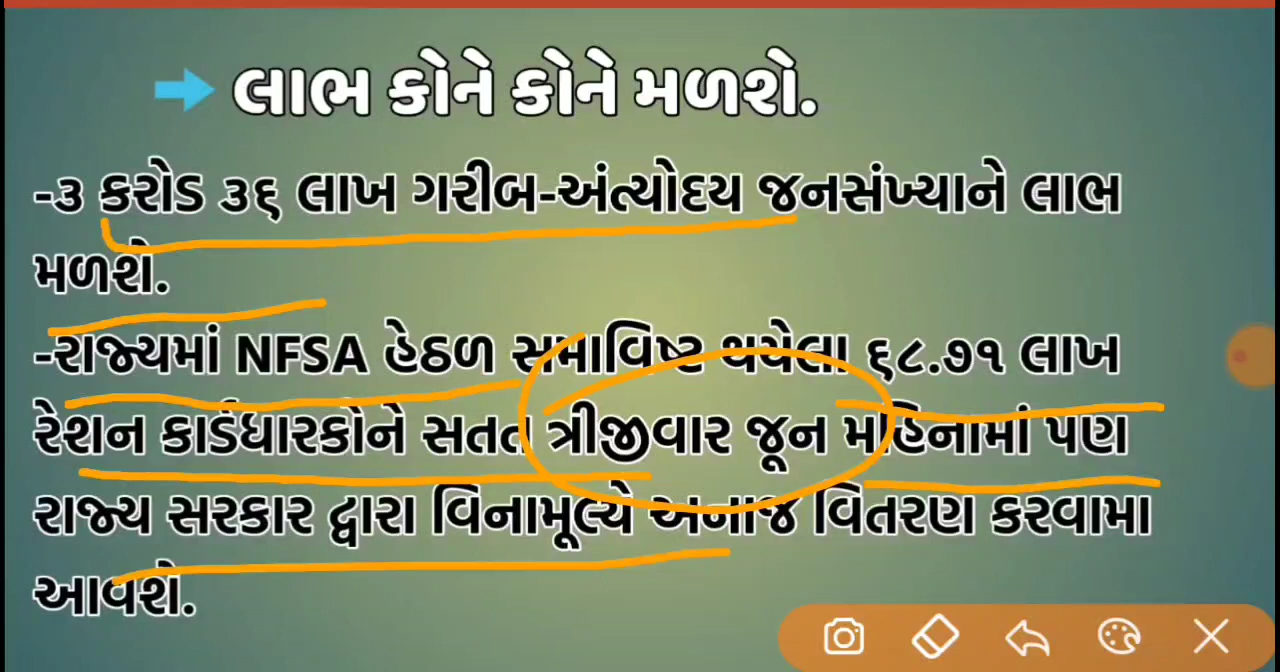 લાભ કોને કોને મળશે.
-૩ કરોડ ૩૬ લાખ ગરીબ-અંત્યોદય જનસંખ્યાને લાભ
મળશે.
-રાજ્યમાં NFSA હેઠળ સમાવિષ્ટ થયેલા ૬૮.૭૧ લાખ
રેશન કાર્ડધારકોને સતત ત્રીજીવાર જૂન મહિનામાં પણ
રાજ્ય સરકાર દ્વારા વિનામૂલ્યે અનાજ વિતરણ કરવામા
આવશે.